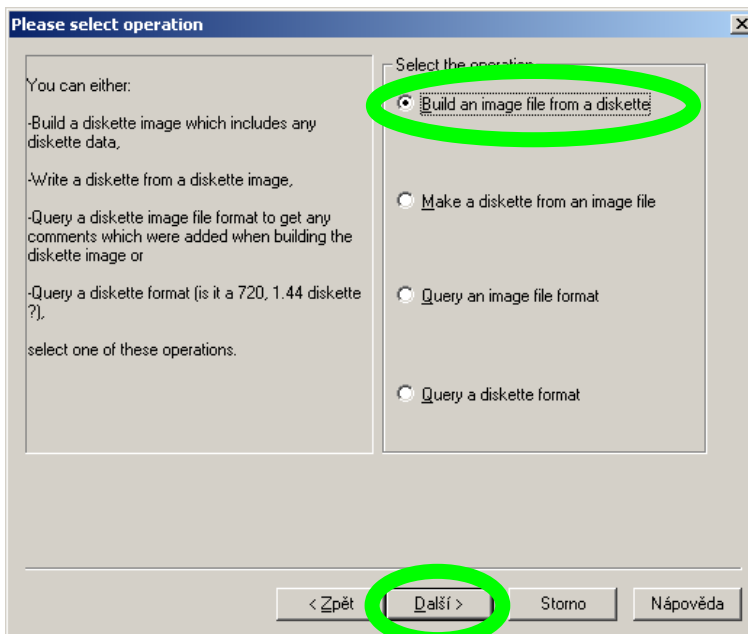 Please select operation
You can either:
-Build a diskette image which includes any
diskette data,
-Write a diskette from a diskette image,
-Query a diskette image file format to get any
comments which were added when building the
diskette image or
-Query a diskette format (is it a 720, 1.44 diskette
?),
select one of these operations.
Select the operation
Build an image file from a diskette
Make a diskette from an image file
Query an image file format
Query a diskette format
< Zpět
Další >
Storno
Nápověda